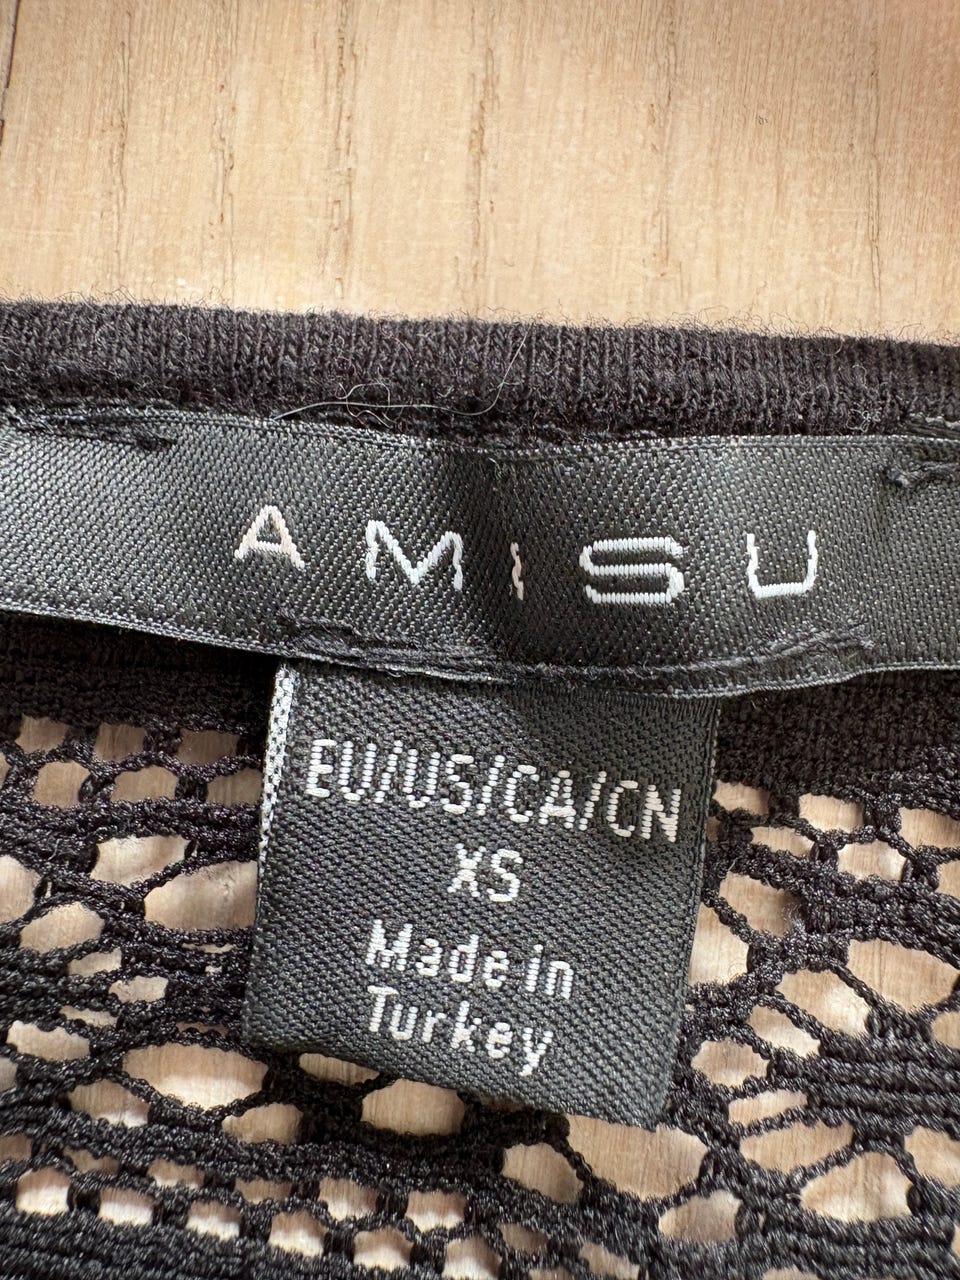 AMISU
EU/US/CA/CN
XS
Made in
Turkey